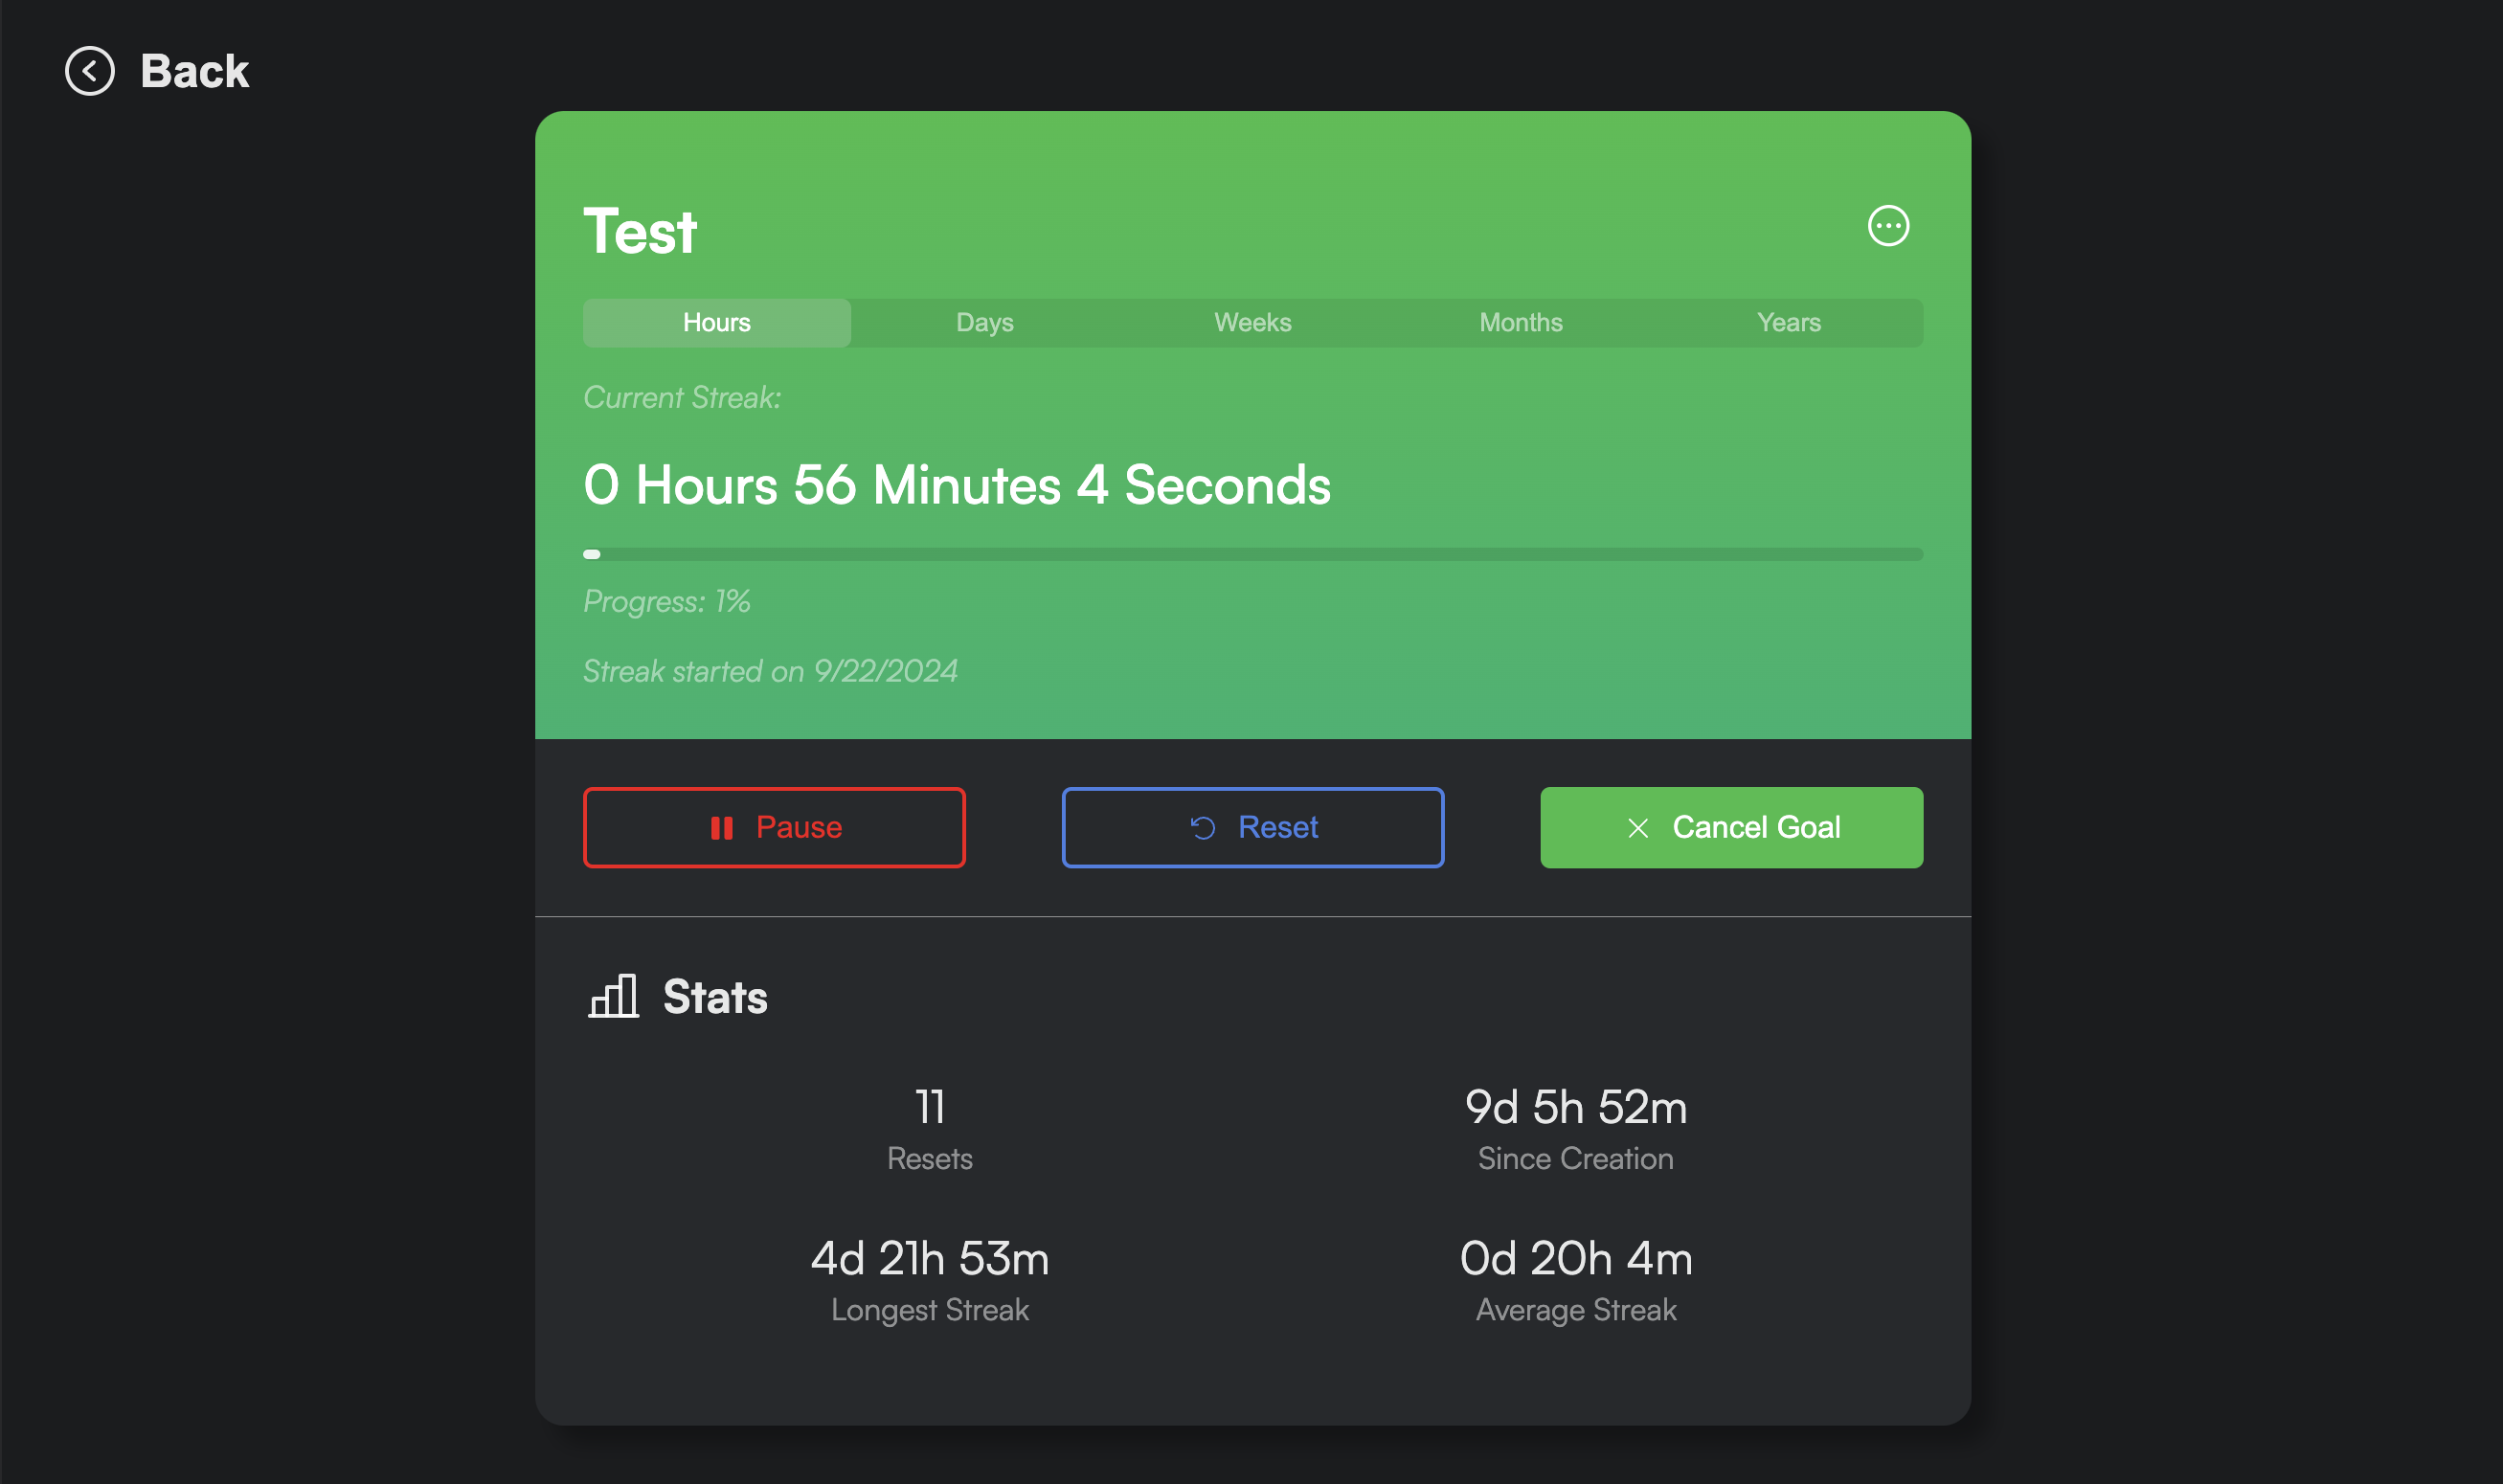 Back
Test
Hours Days Weeks Months Years
Current Streak:
0 Hours 56 Minutes 4 Seconds
Progress: 1%
Streak started on 9/22/2024
Pause Reset Cancel Goal
Stats
11 9d 5h 52m
Resets Since Creation
4d 21h 53m 0d 20h 4m
Longest Streak Average Streak